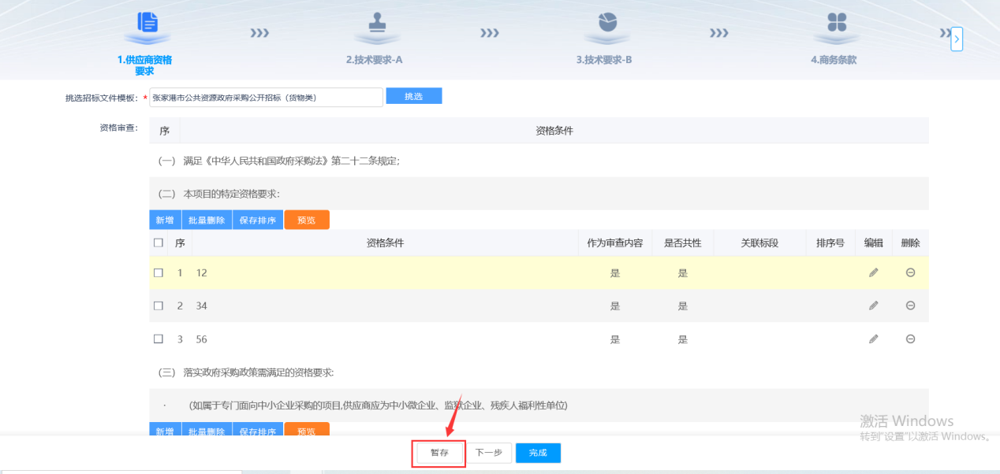 1.供应商资格
要求
2.技术要求-A
3.技术要求-B
4.商务条款
挑选招标文件模板: * 张家港市公共资源政府采购公开招标（货物类） 挑选
资格审查: 序 资格条件
(一) 满足《中华人民共和国政府采购法》第二十二条规定;
(二) 本项目的特定资格要求:
新增 批量删除 保存排序 预览
序 资格条件 作为审查内容 是否共性 关联标段 排序号 编辑 删除
1 12 是 是
2 34 是 是
3 56 是 是
(三) 落实政府采购政策需满足的资格要求:
· (如属于专门面向中小企业采购的项目,供应商应为中小微企业、监狱企业、残疾人福利性单位)
新增 批量删除 保存排序 预览
激活 Windows
转到"设置"以激活 Windows。
暂存 下一步 完成